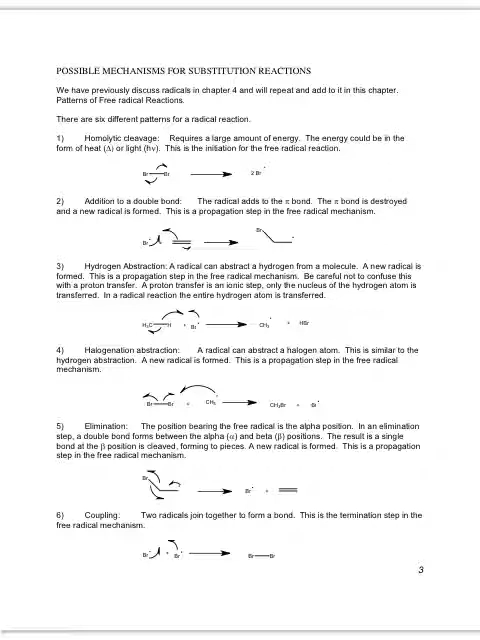 POSSIBLE MECHANISMS FOR SUBSTITUTION REACTIONS
We have previously discuss radicals in chapter 4 and will repeat and add to it in this chapter.
Patterns of Free radical Reactions.
There are six different patterns for a radical reaction.
1) Homolytic cleavage: Requires a large amount of energy. The energy could be in the
form of heat (Δ) or light (hν). This is the initiation for the free radical reaction.
Br Br 2 Br
2) Addition to a double bond: The radical adds to the π bond. The π bond is destroyed
and a new radical is formed. This is a propagation step in the free radical mechanism.
Br
Br +
3) Hydrogen Abstraction: A radical can abstract a hydrogen from a molecule. A new radical is
formed. This is a propagation step in the free radical mechanism. Be careful not to confuse this
with a proton transfer. A proton transfer is an ionic step, only the nucleus of the hydrogen atom is
transferred. In a radical reaction the entire hydrogen atom is transferred.
H₃C H + Br CH₃ + HBr
4) Halogenation abstraction: A radical can abstract a halogen atom. This is similar to the
hydrogen abstraction. A new radical is formed. This is a propagation step in the free radical
mechanism.
Br Br + CH₃ CH₃Br + Br
5) Elimination: The position bearing the free radical is the alpha position. In an elimination
step, a double bond forms between the alpha (α) and beta (β) positions. The result is a single
bond at the β position is cleaved, forming to pieces. A new radical is formed. This is a propagation
step in the free radical mechanism.
Br
Br +
6) Coupling: Two radicals join together to form a bond. This is the termination step in the
free radical mechanism.
Br + Br Br Br
3